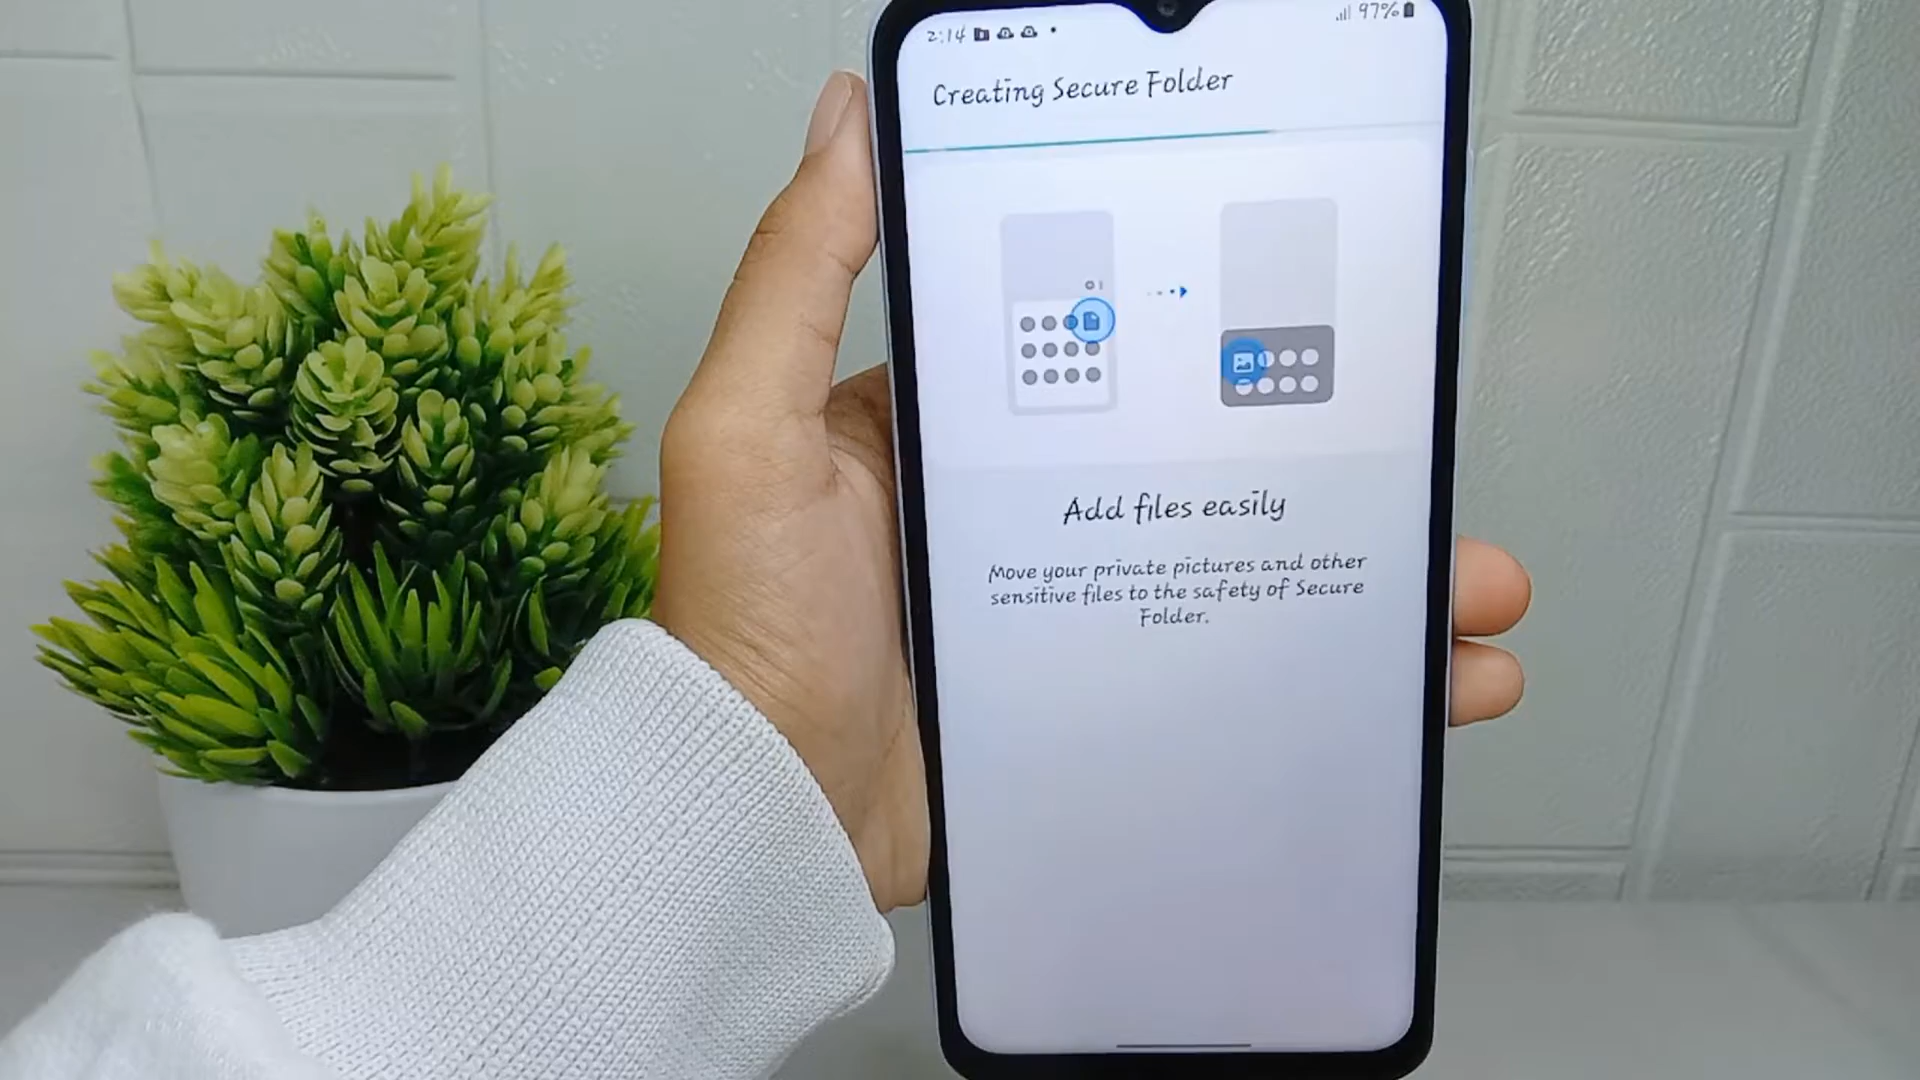 2:14
97%
Creating Secure Folder
Add files easily
Move your private pictures and other
sensitive files to the safety of Secure
Folder.